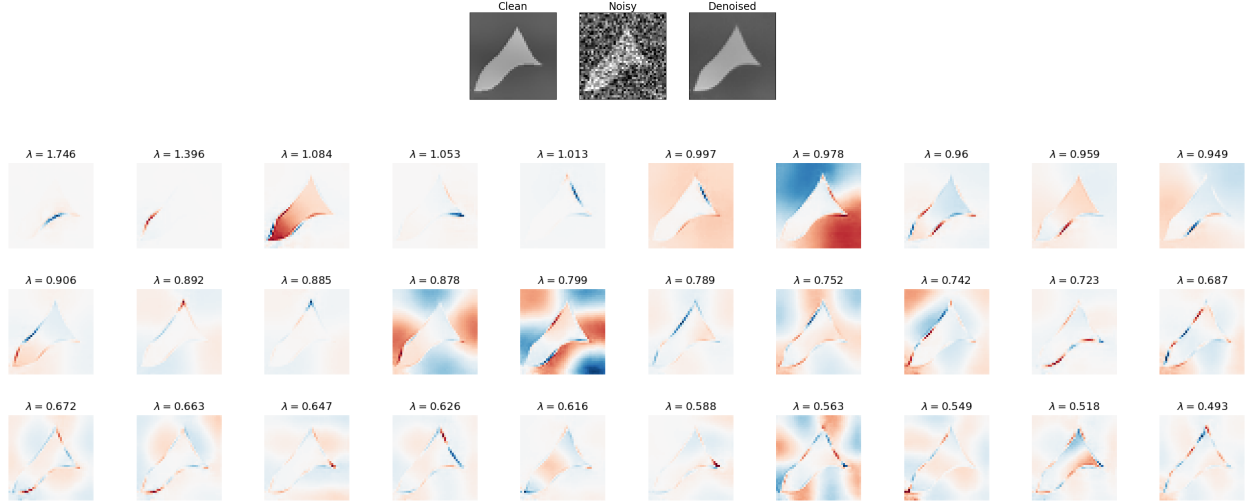 Clean Noisy Denoised
λ = 1.746 λ = 1.396 λ = 1.084 λ = 1.053 λ = 1.013 λ = 0.997 λ = 0.978 λ = 0.96 λ = 0.959 λ = 0.949
λ = 0.906 λ = 0.892 λ = 0.885 λ = 0.878 λ = 0.799 λ = 0.789 λ = 0.752 λ = 0.742 λ = 0.723 λ = 0.687
λ = 0.672 λ = 0.663 λ = 0.647 λ = 0.626 λ = 0.616 λ = 0.588 λ = 0.563 λ = 0.549 λ = 0.518 λ = 0.493